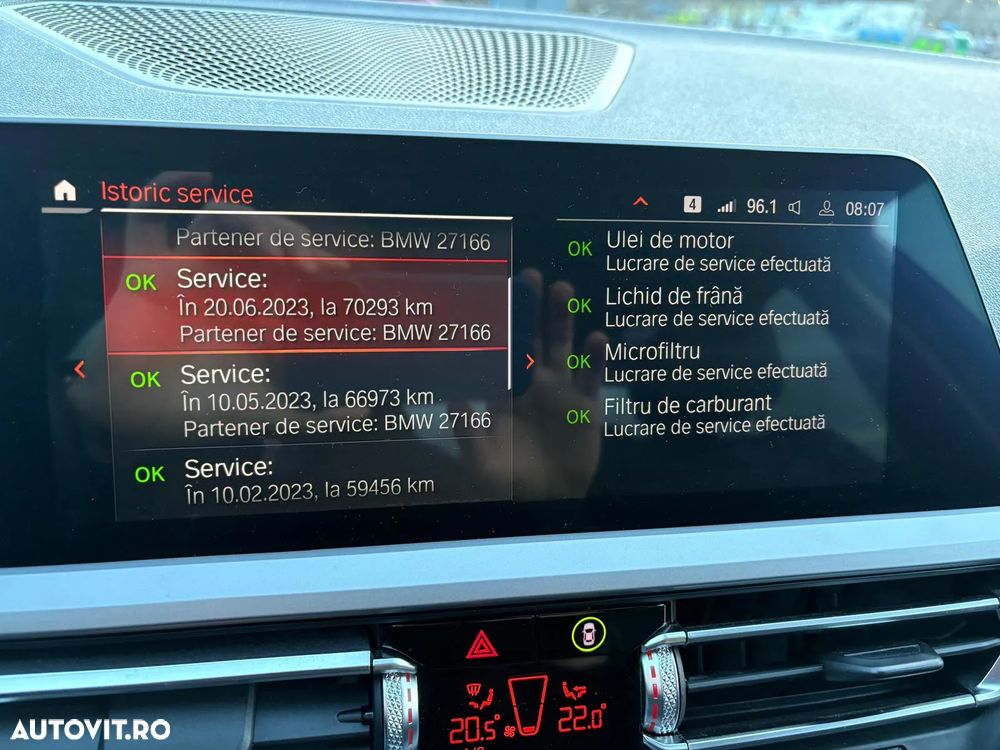 Istoric service
4 96.1 08:07
Partener de service: BMW 27166
OK Service:
În 20.06.2023, la 70293 km
Partener de service: BMW 27166
OK Service:
În 10.05.2023, la 66973 km
Partener de service: BMW 27166
OK Service:
În 10.02.2023, la 59456 km
OK Ulei de motor
Lucrare de service efectuată
OK Lichid de frână
Lucrare de service efectuată
OK Microfiltru
Lucrare de service efectuată
OK Filtru de carburant
Lucrare de service efectuată
20.5° 22.0°
AUTOVIT.RO